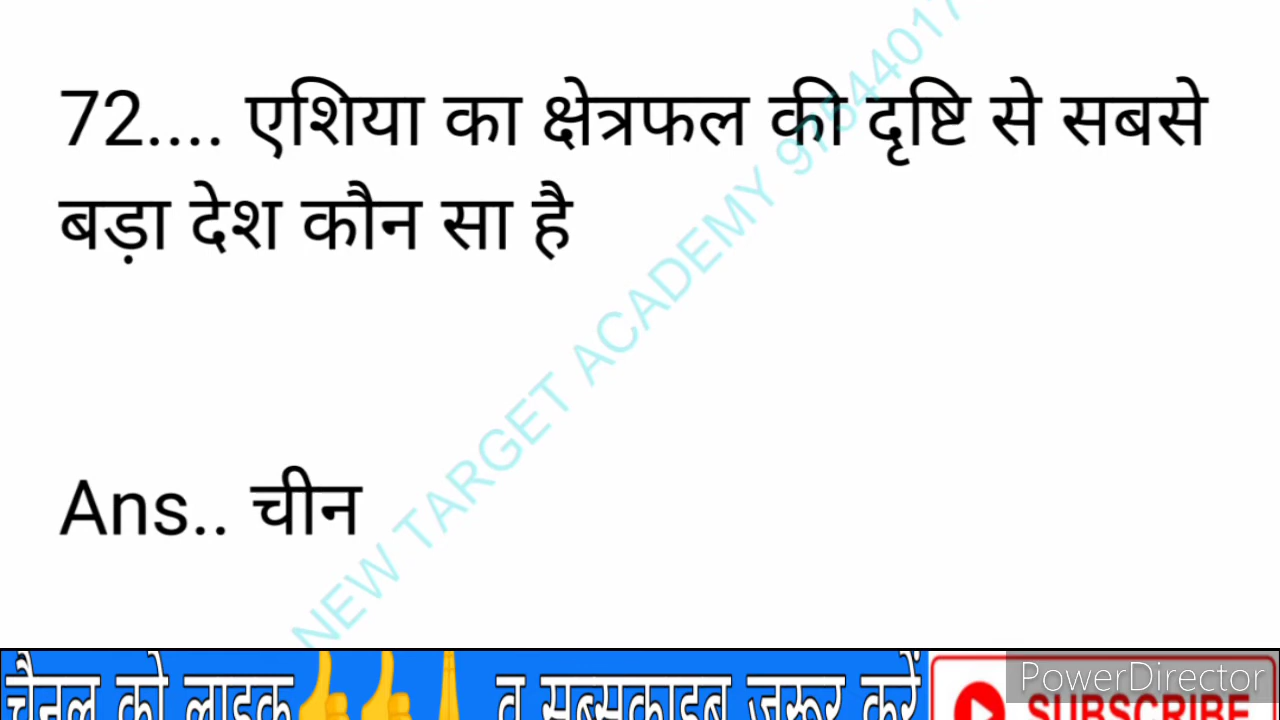 72.... एशिया का क्षेत्रफल की दृष्टि से सबसे
बड़ा देश कौन सा है
Ans.. चीन
NEW TARGET ACADEMY
चैनल को लाइक👍👍🙏 व सब्सक्राइब जरूर करें
SUBSCRIBE
PowerDirector